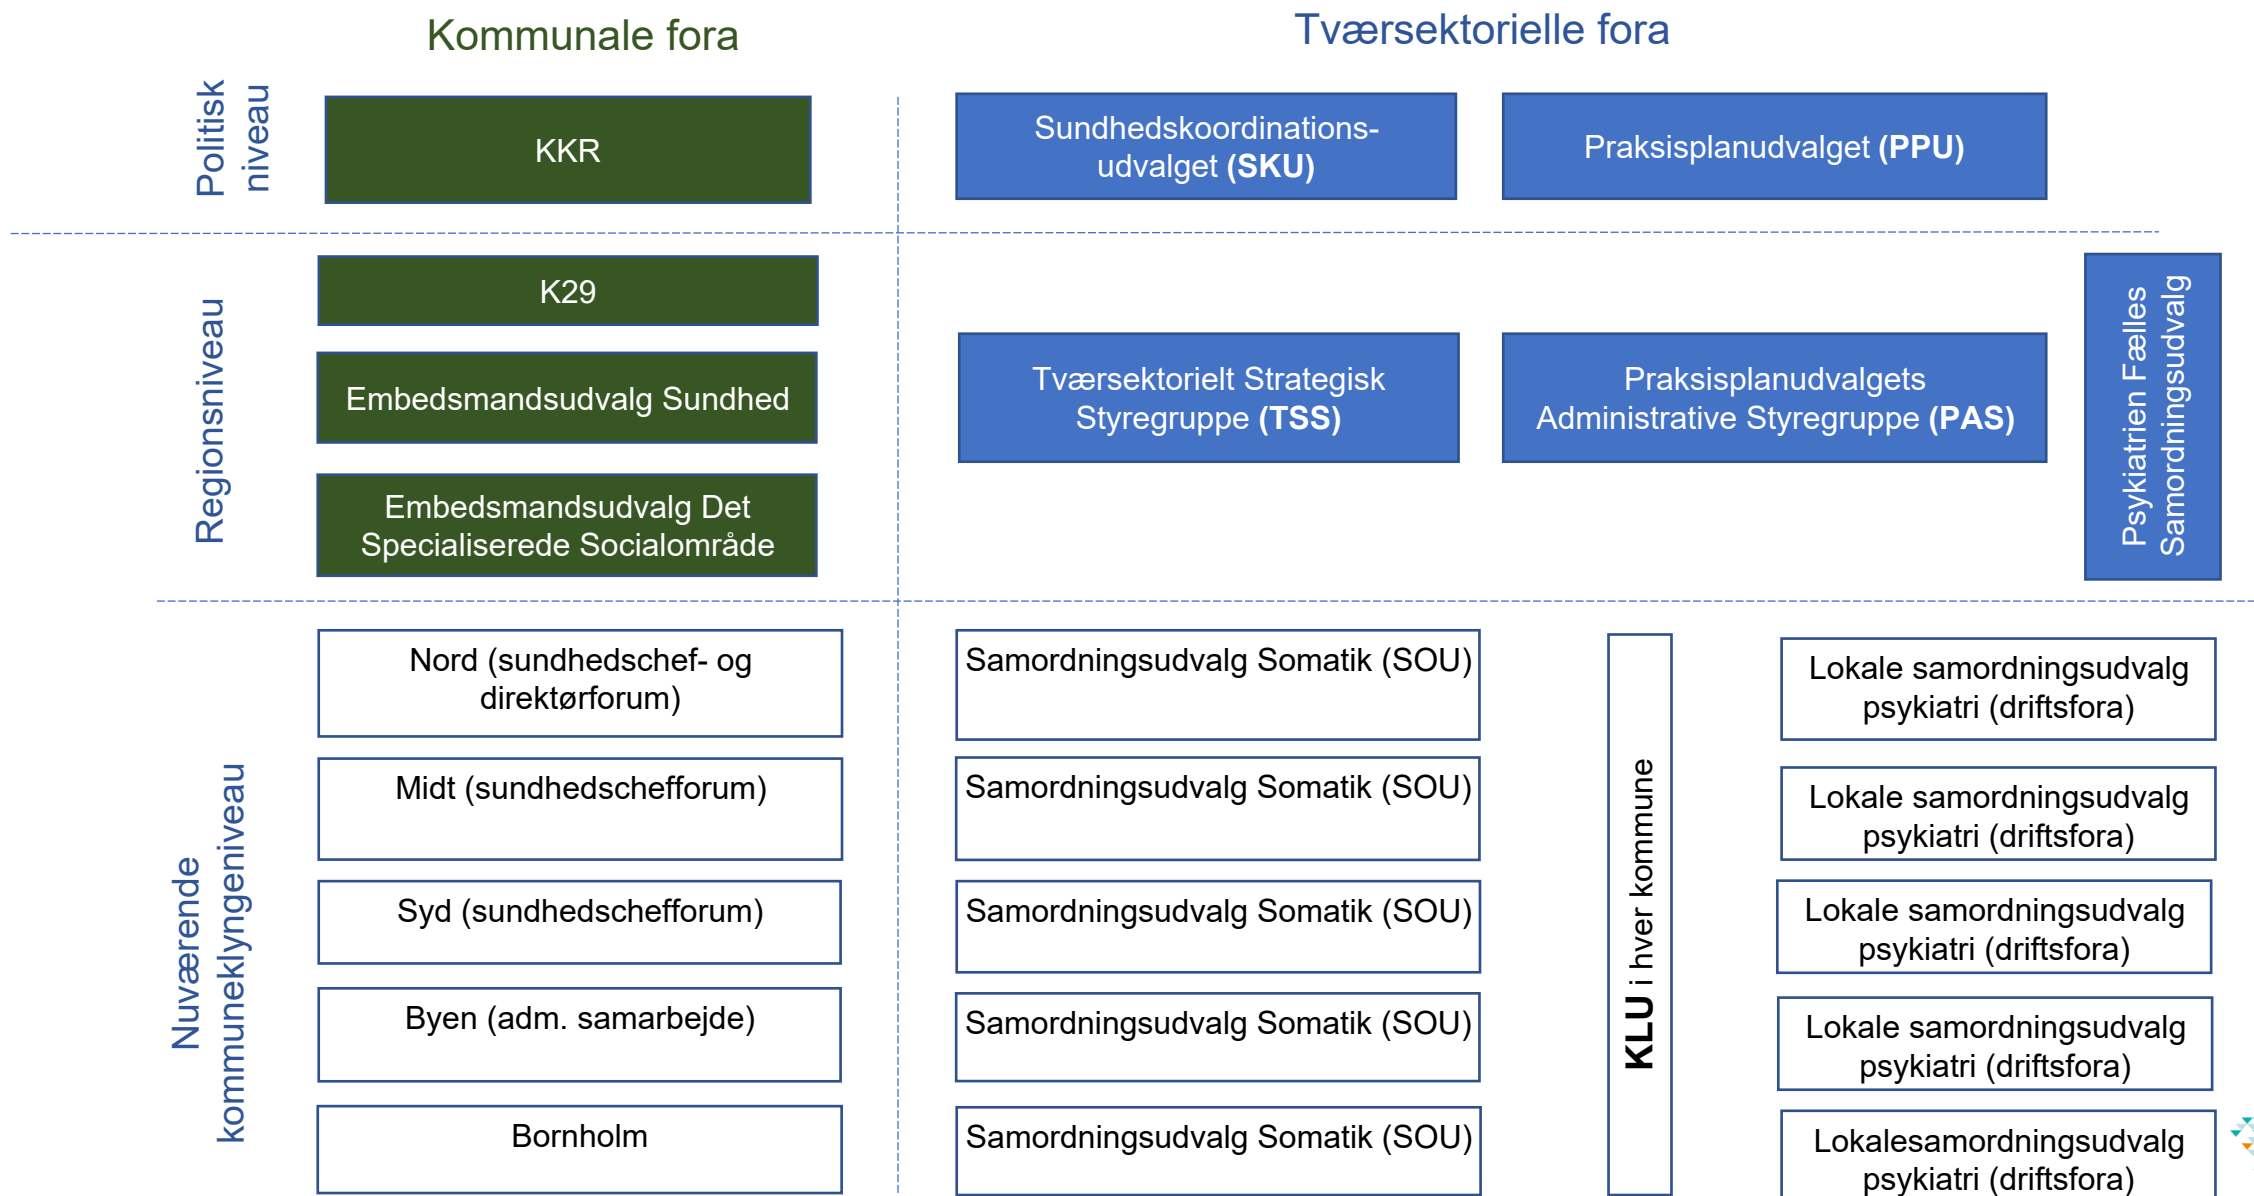 Kommunale fora
Tværsektorielle fora
Politisk
niveau
KKR
Sundhedskoordinations-
udvalget (SKU)
Praksisplanudvalget (PPU)
Regionsniveau
K29
Embedsmandsudvalg Sundhed
Embedsmandsudvalg Det
Specialiserede Socialområde
Tværsektorielt Strategisk
Styregruppe (TSS)
Praksisplanudvalgets
Administrative Styregruppe (PAS)
Psykiatrien Fælles
Samordningsudvalg
Nuværende
kommuneklyngeniveau
Nord (sundhedschef- og
direktørforum)
Midt (sundhedschefforum)
Syd (sundhedschefforum)
Byen (adm. samarbejde)
Bornholm
Samordningsudvalg Somatik (SOU)
Samordningsudvalg Somatik (SOU)
Samordningsudvalg Somatik (SOU)
Samordningsudvalg Somatik (SOU)
Samordningsudvalg Somatik (SOU)
KLU i hver kommune
Lokale samordningsudvalg
psykiatri (driftsfora)
Lokale samordningsudvalg
psykiatri (driftsfora)
Lokale samordningsudvalg
psykiatri (driftsfora)
Lokale samordningsudvalg
psykiatri (driftsfora)
Lokalesamordningsudvalg
psykiatri (driftsfora)